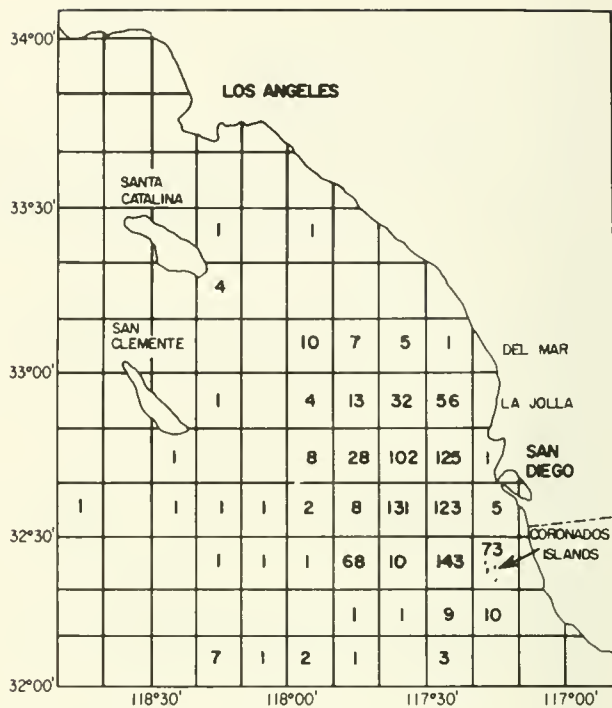 34°00'
LOS ANGELES
SANTA
CATALINA
33°30'
1 1
4
SAN
CLEMENTE
10 7 5 1 DEL MAR
33°00'
1 4 13 32 56 LA JOLLA
1 8 28 102 125 1 SAN
DIEGO
1 1 1 1 2 8 131 123 5
32°30'
CORONADOS
ISLANDS
1 1 1 68 10 143 73
1 1 9 10
7 1 2 1 3
32°00'
118°30' 118°00' 117°30' 117°00'